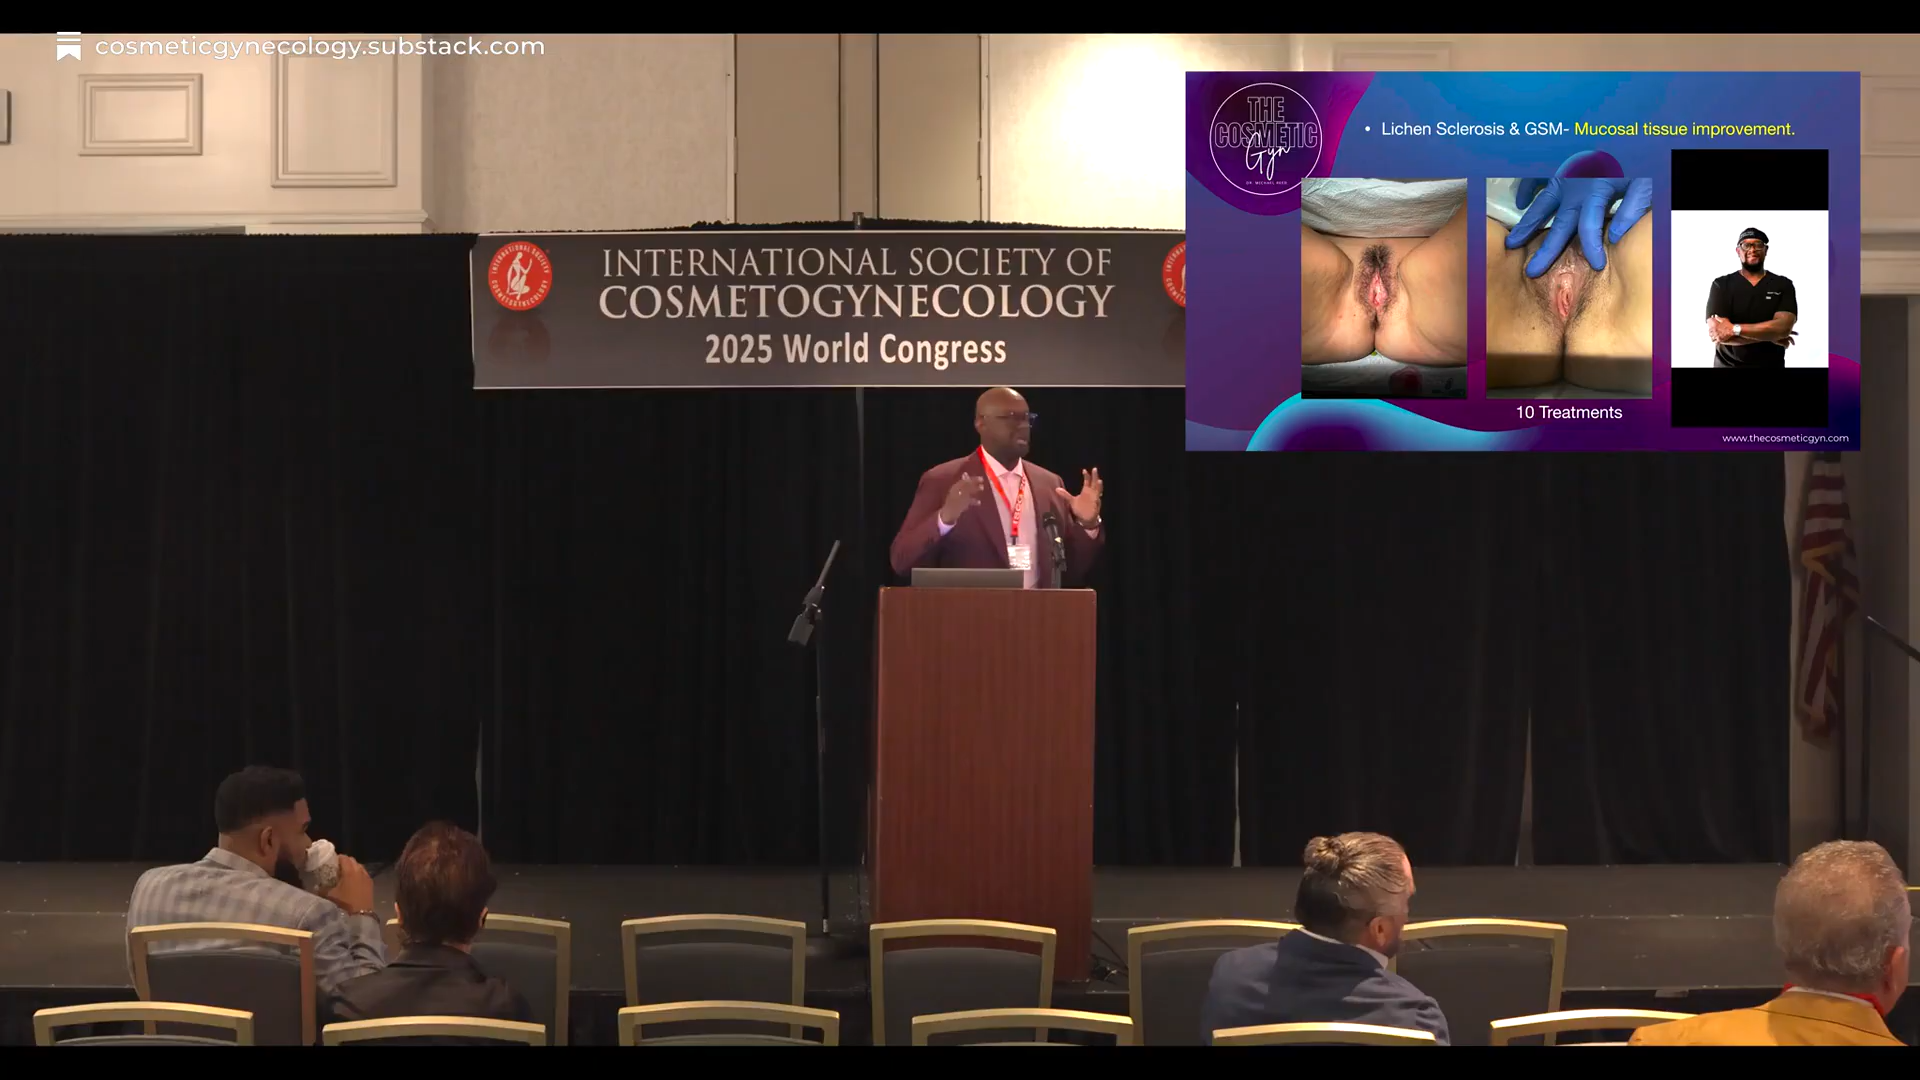 cosmeticgynecology.substack.com
THE
COSMETIC
Gyn
• Lichen Sclerosis & GSM- Mucosal tissue improvement.
INTERNATIONAL SOCIETY OF
COSMETOGYNECOLOGY
2025 World Congress
10 Treatments
www.thecosmeticgyn.com